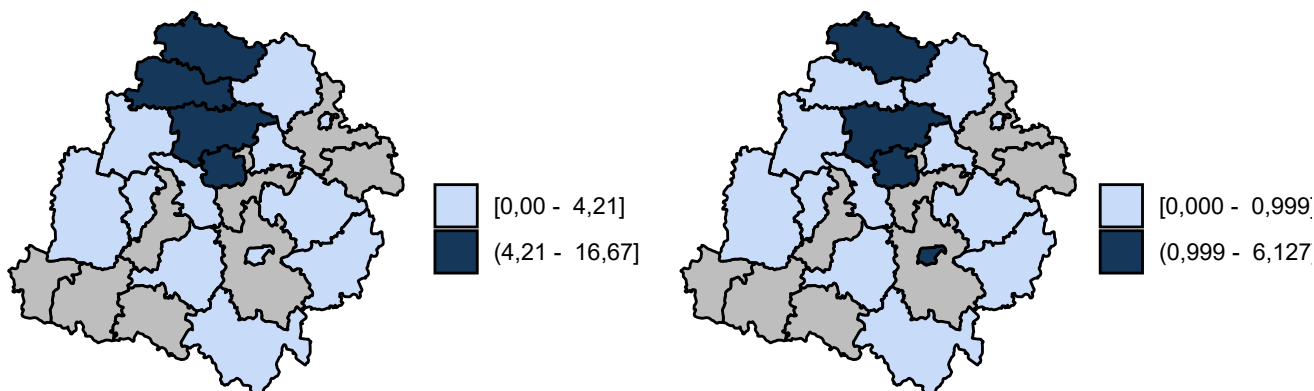 [0,00 - 4,21]
(4,21 - 16,67]
[0,000 - 0,999]
(0,999 - 6,127]